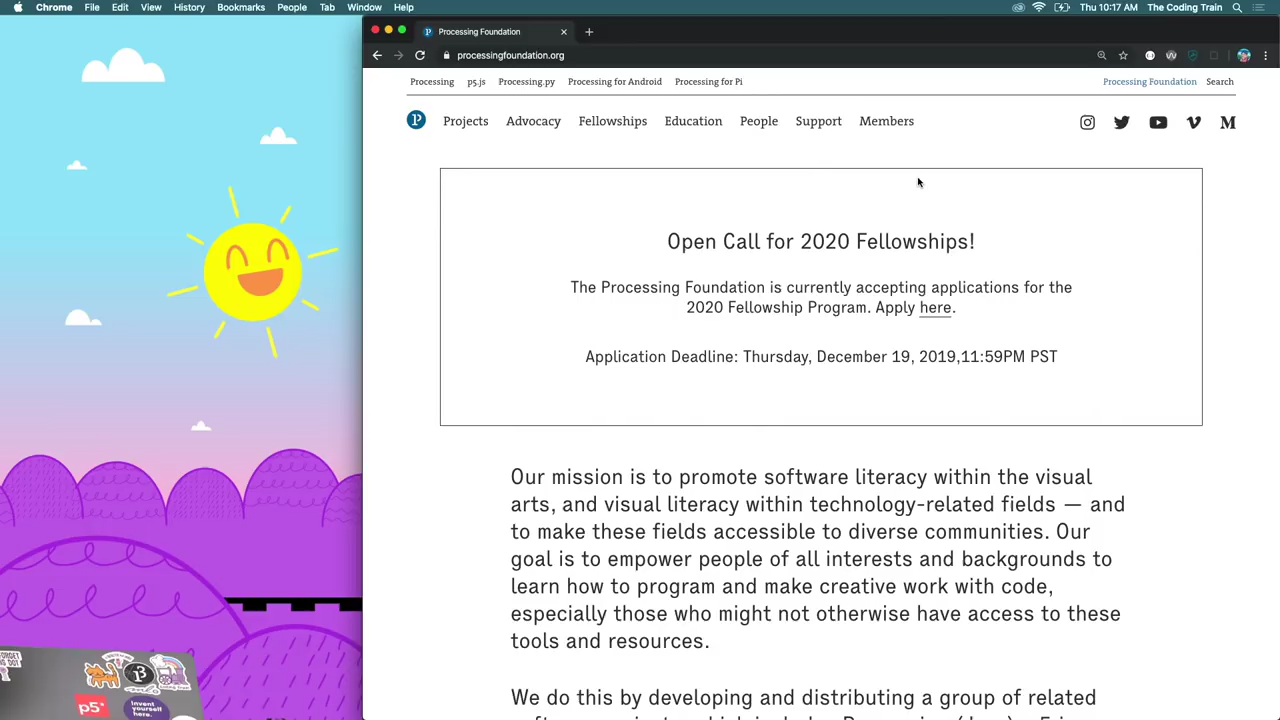 Chrome File Edit View History Bookmarks People Tab Window Help Thu 10:17 AM The Coding Train
Processing Foundation
processingfoundation.org
Processing p5.js Processing.py Processing for Android Processing for Pi Processing Foundation Search
Projects Advocacy Fellowships Education People Support Members
Open Call for 2020 Fellowships!
The Processing Foundation is currently accepting applications for the
2020 Fellowship Program. Apply here.
Application Deadline: Thursday, December 19, 2019,11:59PM PST
Our mission is to promote software literacy within the visual
arts, and visual literacy within technology-related fields — and
to make these fields accessible to diverse communities. Our
goal is to empower people of all interests and backgrounds to
learn how to program and make creative work with code,
especially those who might not otherwise have access to these
tools and resources.
We do this by developing and distributing a group of related
p5*
Invent
yourself
here.